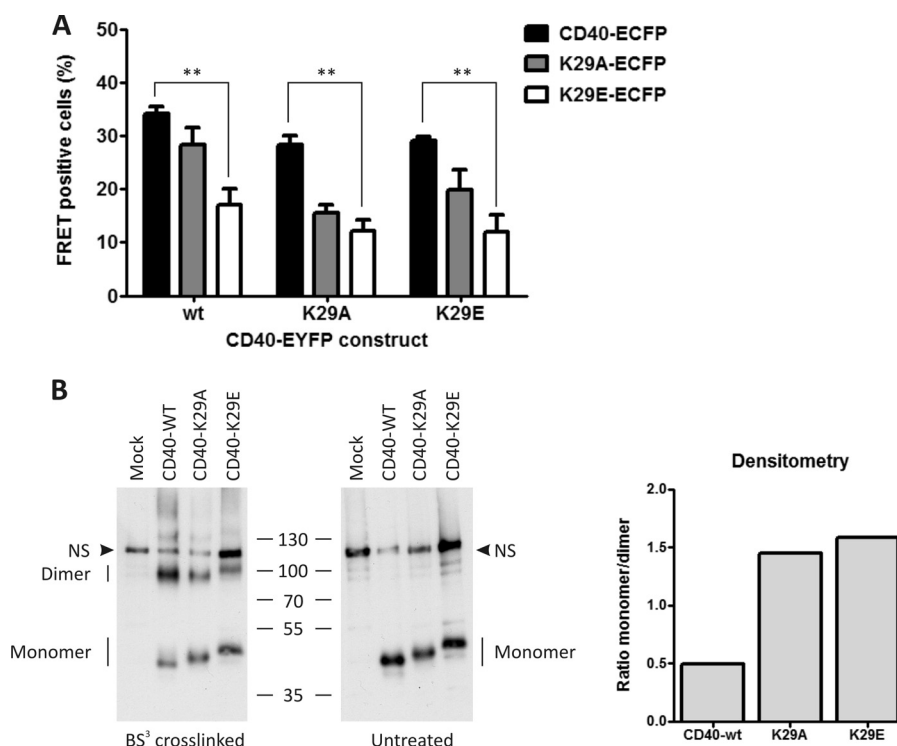 A
FRET positive cells (%)
50
40
30
20
10
0
** ** **
wt K29A K29E
CD40-EYFP construct
CD40-ECFP
K29A-ECFP
K29E-ECFP
B
Mock CD40-WT CD40-K29A CD40-K29E
Mock CD40-WT CD40-K29A CD40-K29E
NS
Dimer
Monomer
130
100
70
55
35
NS
Monomer
BS³ crosslinked
Untreated
Densitometry
Ratio monomer/dimer
2.0
1.5
1.0
0.5
0.0
CD40-wt K29A K29E